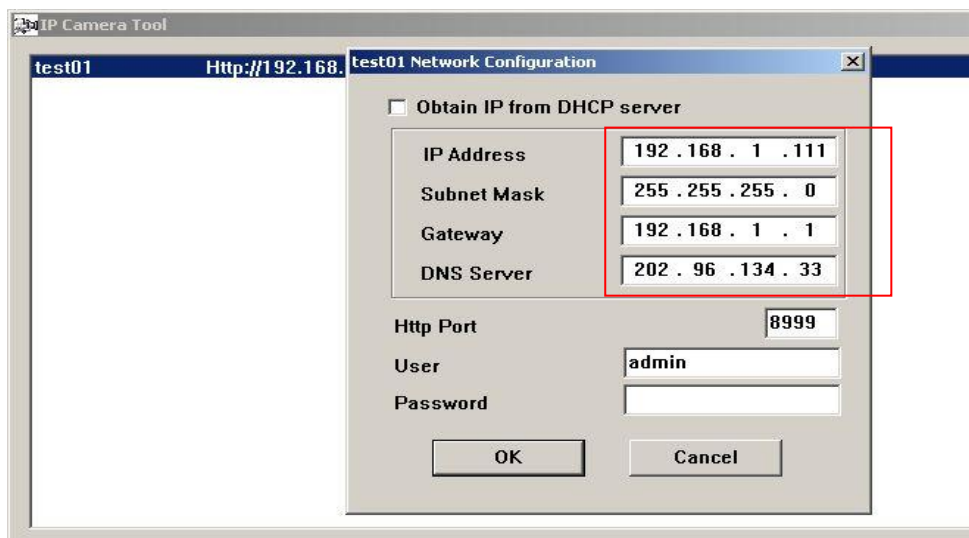 IP Camera Tool
test01 Http://192.168.
test01 Network Configuration
Obtain IP from DHCP server
IP Address 192 .168 . 1 .111
Subnet Mask 255 .255 .255 . 0
Gateway 192 .168 . 1 . 1
DNS Server 202 . 96 .134 . 33
Http Port 8999
User admin
Password
OK Cancel